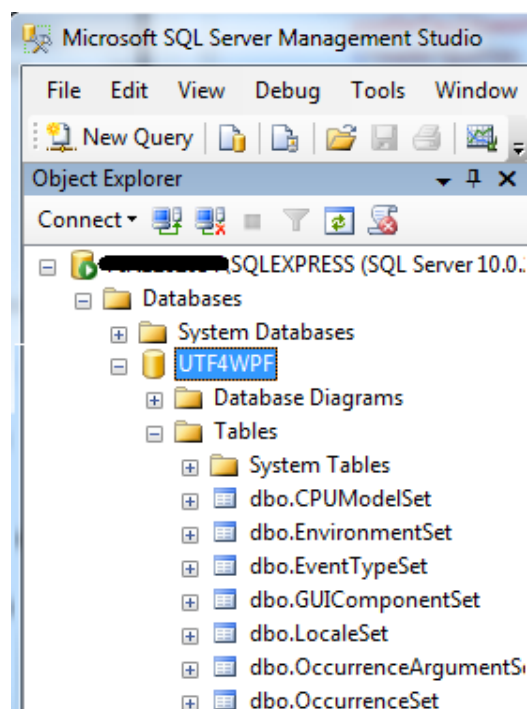 Microsoft SQL Server Management Studio
File Edit View Debug Tools Window
New Query
Object Explorer
Connect
\SQLEXPRESS (SQL Server 10.0.
Databases
System Databases
UTF4WPF
Database Diagrams
Tables
System Tables
dbo.CPUModelSet
dbo.EnvironmentSet
dbo.EventTypeSet
dbo.GUIComponentSet
dbo.LocaleSet
dbo.OccurrenceArgumentS
dbo.OccurrenceSet